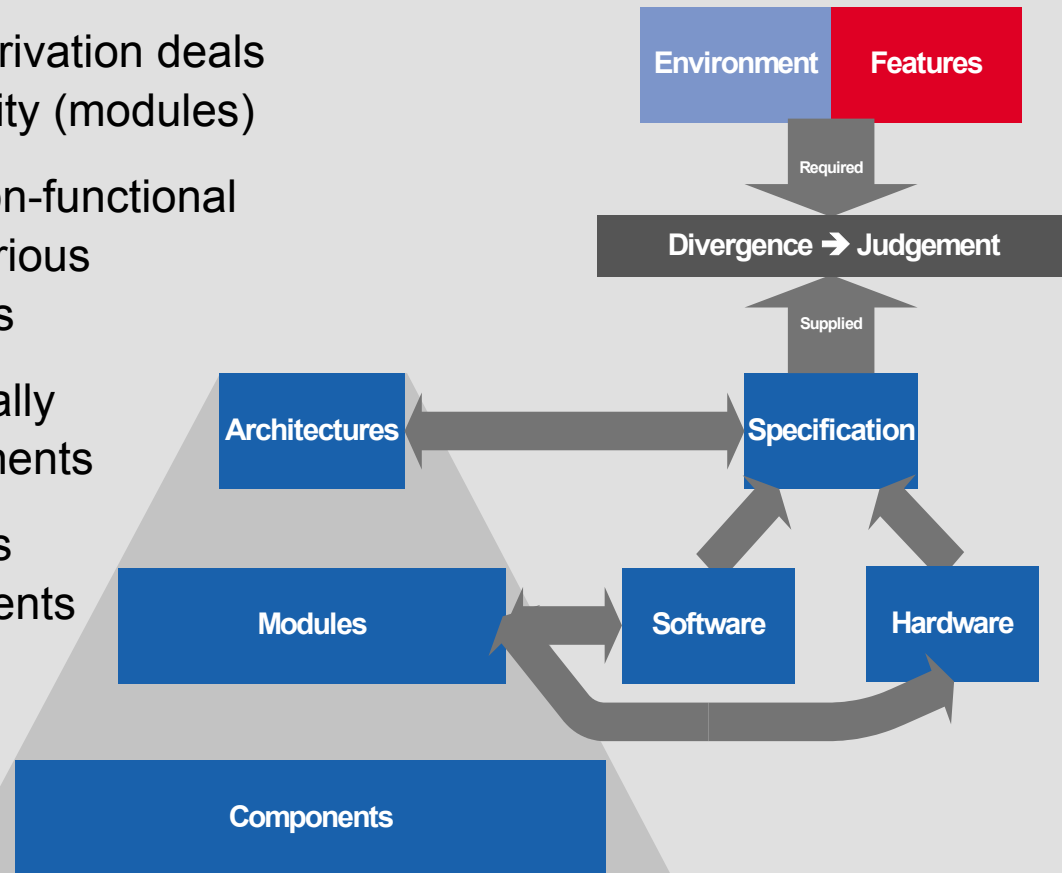 rivation deals
ity (modules)
n-functional
rious
s
ally
nents
s
ents
Environment
Features
Required
Divergence ➔ Judgement
Supplied
Architectures
Specification
Modules
Software
Hardware
Components